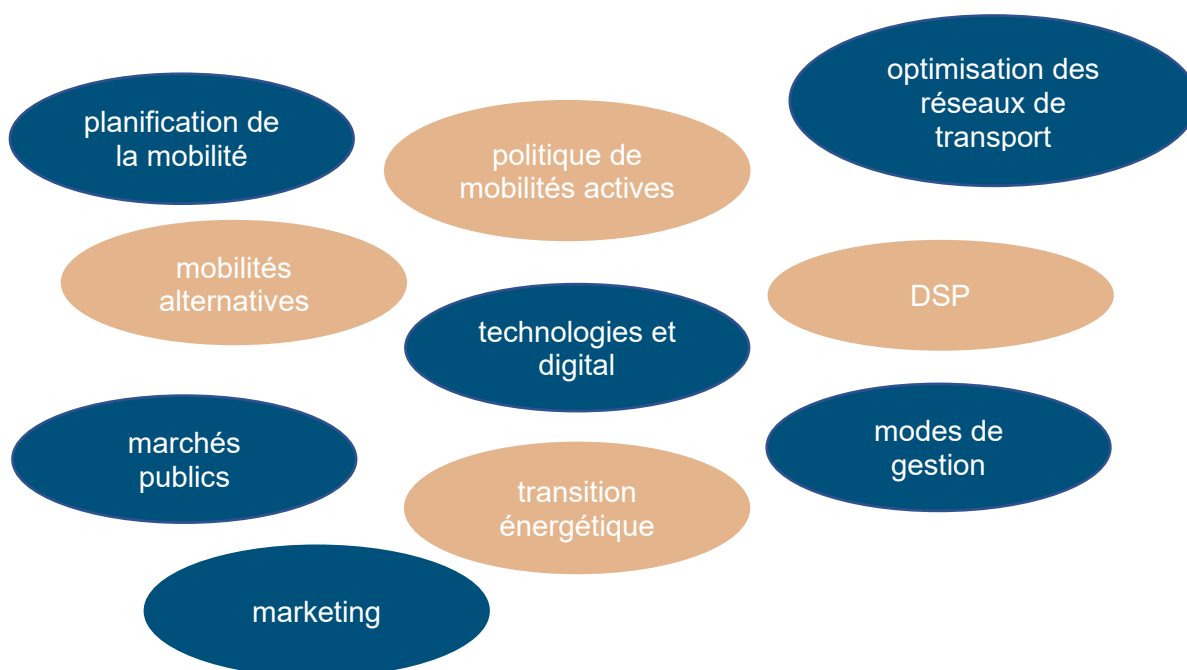 planification de
la mobilité
politique de
mobilités actives
optimisation des
réseaux de
transport
mobilités
alternatives
technologies et
digital
DSP
marchés
publics
transition
énergétique
modes de
gestion
marketing